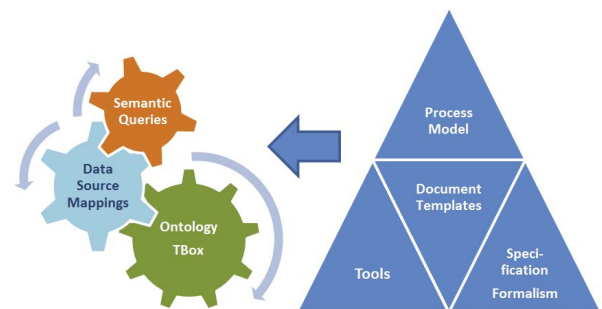 Semantic
Queries
Data
Source
Mappings
Ontology
TBox
Process
Model
Document
Templates
Tools
Speci-
fication
Formalism